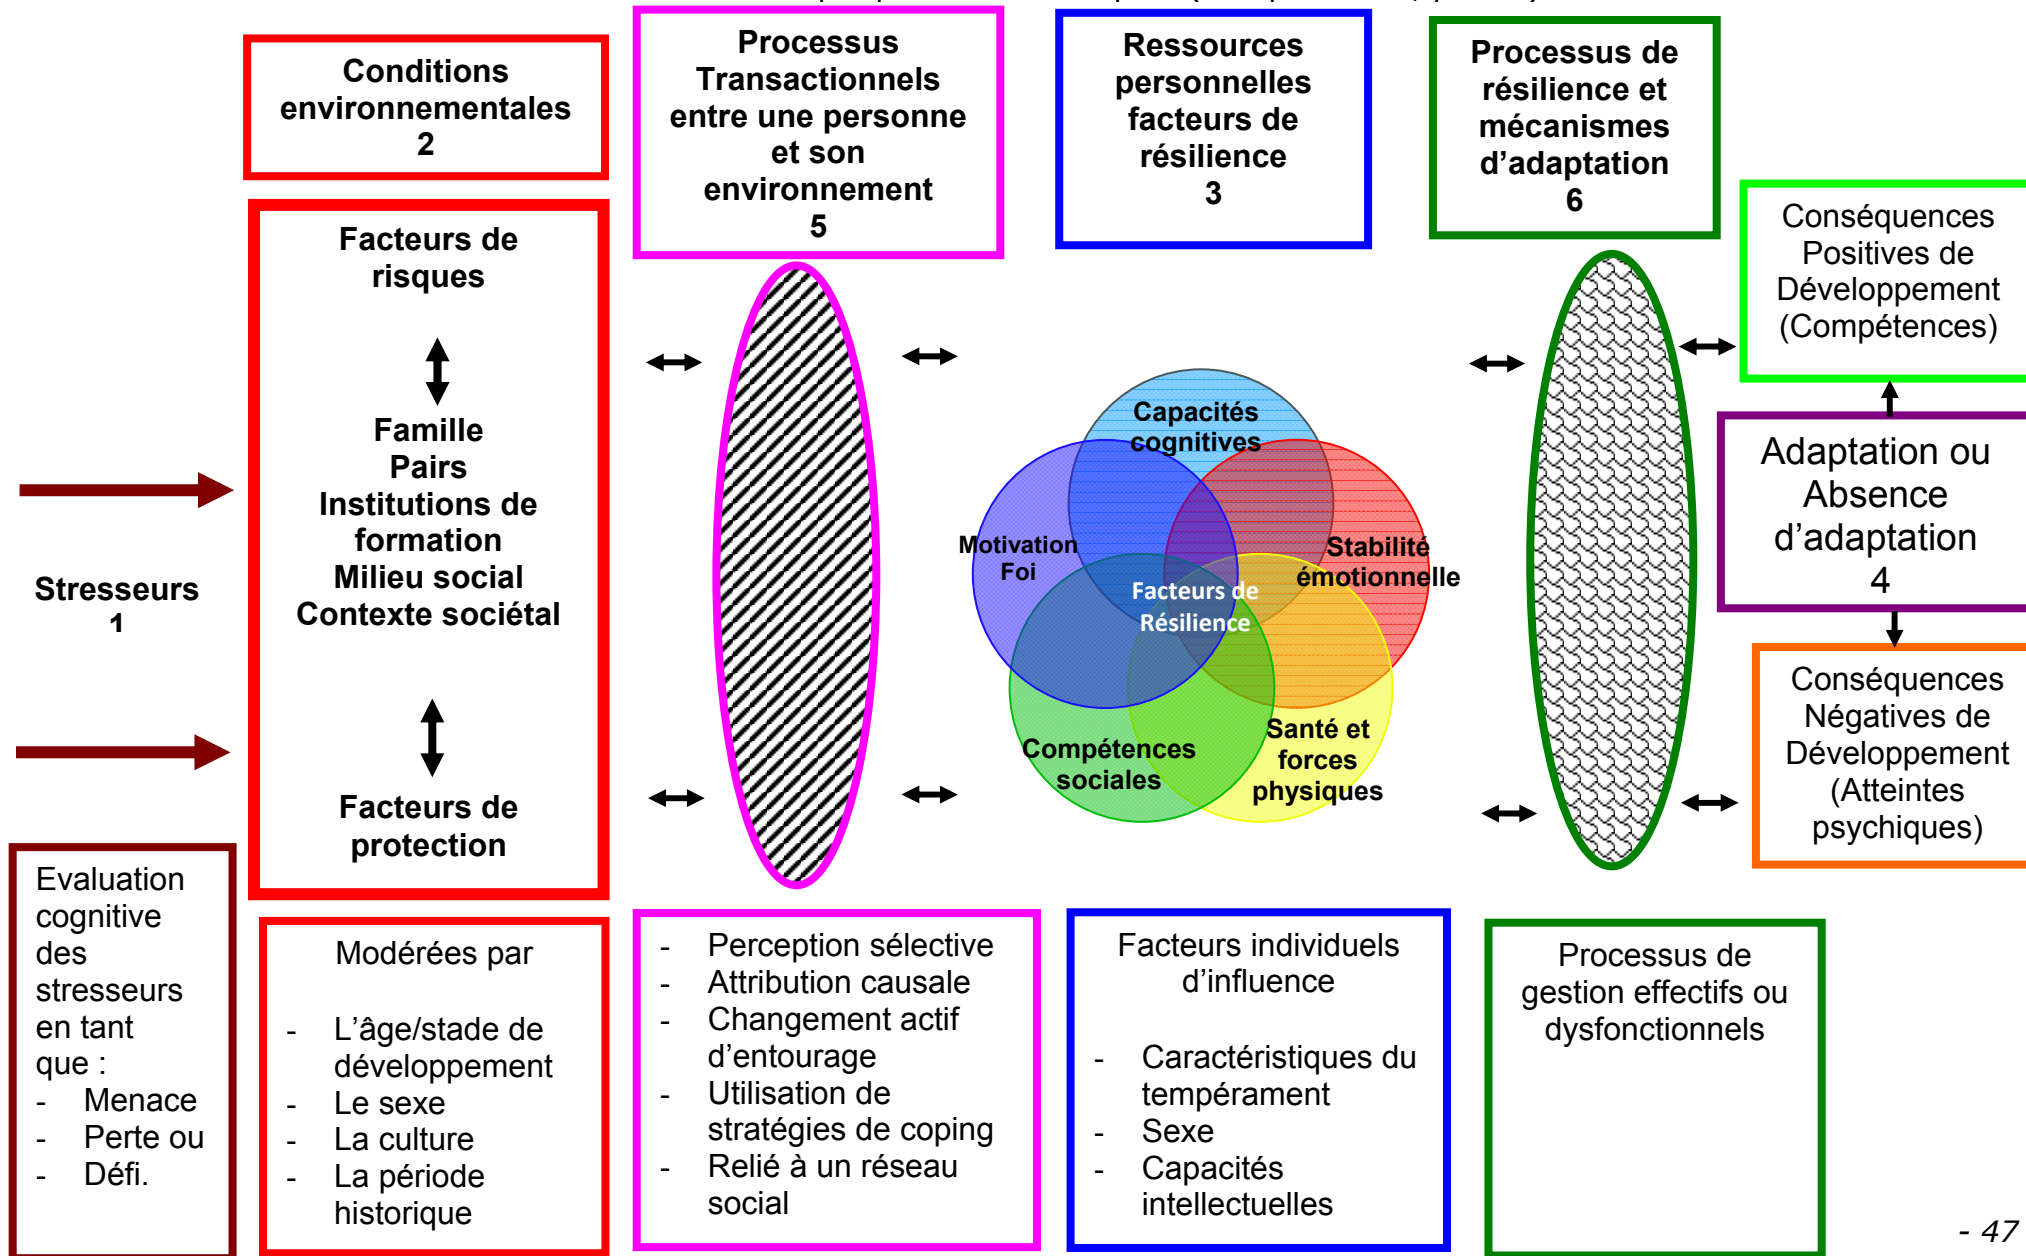 Conditions
environnementales
2
Processus
Transactionnels
entre une personne
et son
environnement
5
Ressources
personnelles
facteurs de
résilience
3
Processus de
résilience et
mécanismes
d’adaptation
6
Stresseurs
1
Facteurs de
risques
Famille
Pairs
Institutions de
formation
Milieu social
Contexte sociétal
Facteurs de
protection
Capacités
cognitives
Motivation
Foi
Stabilité
émotionnelle
Facteurs de
Résilience
Compétences
sociales
Santé et
forces
physiques
Conséquences
Positives de
Développement
(Compétences)
Adaptation ou
Absence
d’adaptation
4
Conséquences
Négatives de
Développement
(Atteintes
psychiques)
Evaluation
cognitive
des
stresseurs
en tant
que :
- Menace
- Perte ou
- Défi.
Modérées par
- L’âge/stade de
développement
- Le sexe
- La culture
- La période
historique
- Perception sélective
- Attribution causale
- Changement actif
d’entourage
- Utilisation de
stratégies de coping
- Relié à un réseau
social
Facteurs individuels
d’influence
- Caractéristiques du
tempérament
- Sexe
- Capacités
intellectuelles
Processus de
gestion effectifs ou
dysfonctionnels
- 47